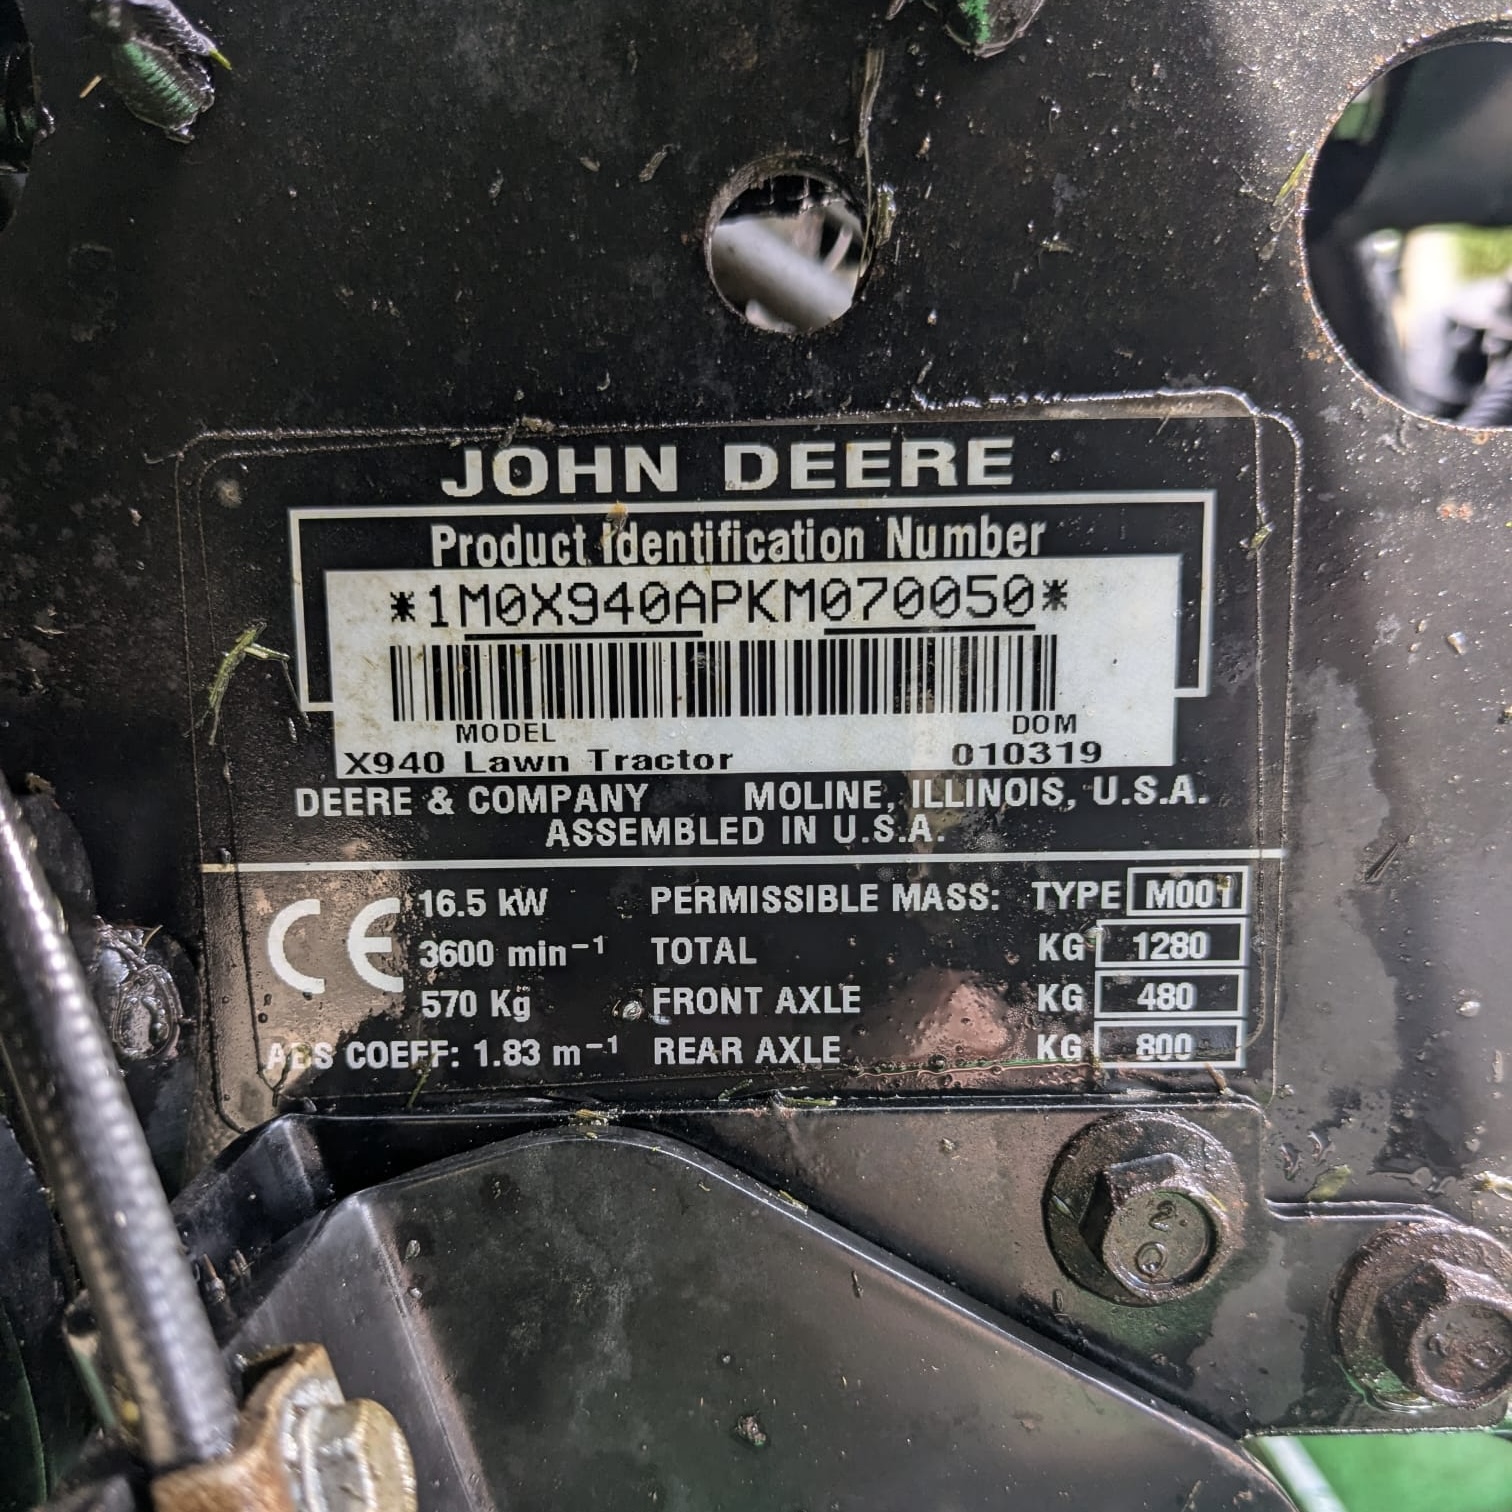 JOHN DEERE
Product Identification Number
*1M0X940APKM070050*
MODEL DOM
X940 Lawn Tractor 010319
DEERE & COMPANY MOLINE, ILLINOIS, U.S.A.
ASSEMBLED IN U.S.A.
CE 16.5 kW PERMISSIBLE MASS: TYPE M001
3600 min⁻¹ TOTAL KG 1280
570 Kg FRONT AXLE KG 480
ABS COEFF: 1.83 m⁻¹ REAR AXLE KG 800